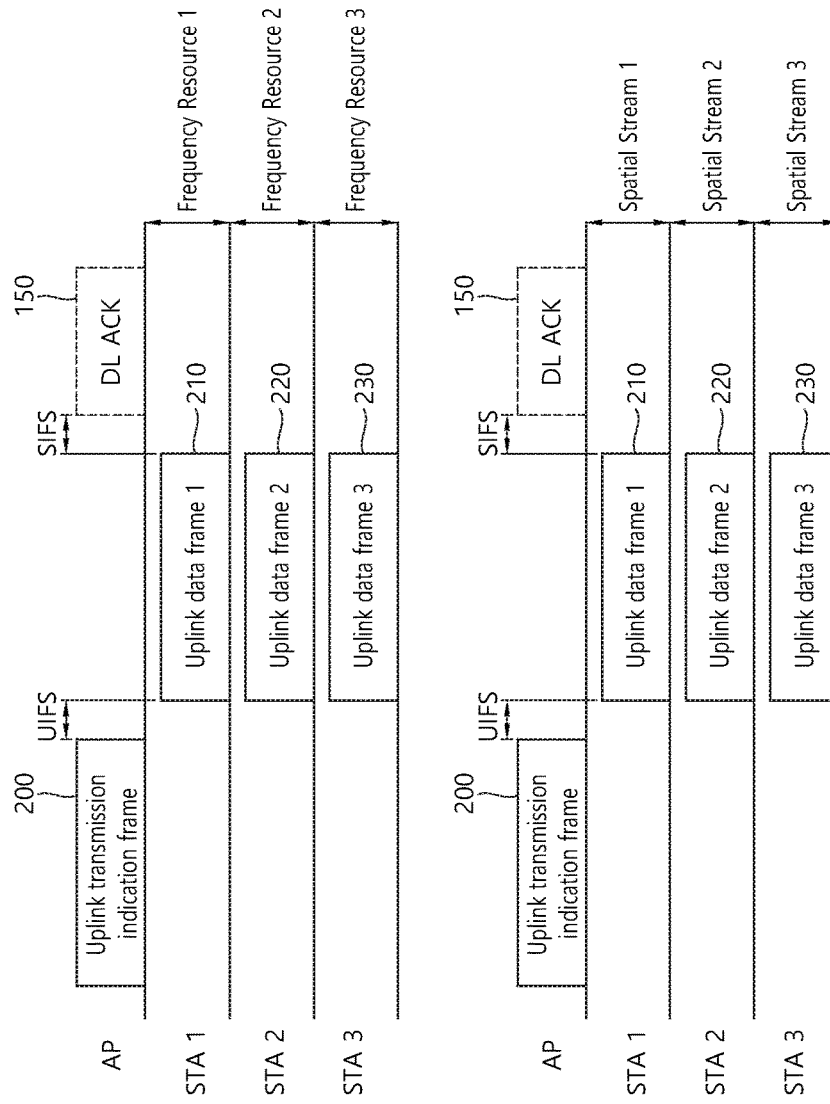 200
150
UIFS
SIFS
AP
Uplink transmission
indication frame
DL ACK
STA 1
Uplink data frame 1
210
Frequency Resource 1
STA 2
Uplink data frame 2
220
Frequency Resource 2
STA 3
Uplink data frame 3
230
Frequency Resource 3
200
150
UIFS
SIFS
AP
Uplink transmission
indication frame
DL ACK
STA 1
Uplink data frame 1
210
Spatial Stream 1
STA 2
Uplink data frame 2
220
Spatial Stream 2
STA 3
Uplink data frame 3
230
Spatial Stream 3